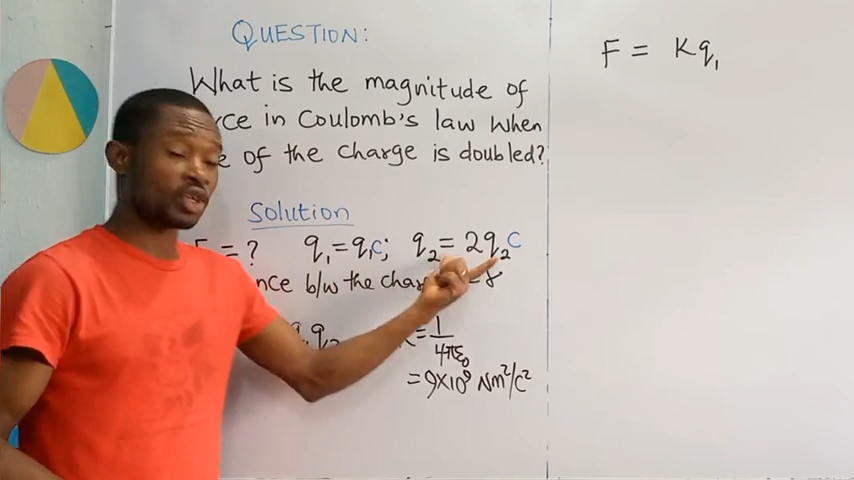 QUESTION:
What is the magnitude of
in Coulomb's law when
of the charge is doubled?
Solution
= ? q₁ = q₁C; q₂ = 2q₂C
b/w the = r
q₂ = 1/4πε₀
= 9×10⁹ Nm²/C²
F = Kq₁